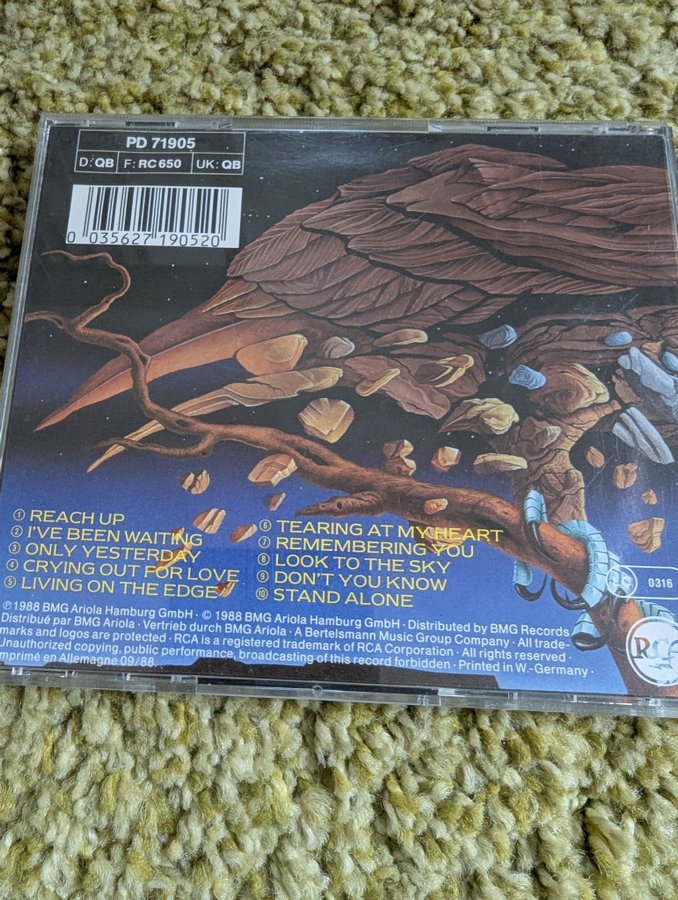 PD 71905
D: QB F: RC 650 UK: QB
0 035627 190520
① REACH UP
② I'VE BEEN WAITING
③ ONLY YESTERDAY
④ CRYING OUT FOR LOVE
⑤ LIVING ON THE EDGE
⑥ TEARING AT MY HEART
⑦ REMEMBERING YOU
⑧ LOOK TO THE SKY
⑨ DON'T YOU KNOW
⑩ STAND ALONE
0316
℗ 1988 BMG Ariola Hamburg GmbH · © 1988 BMG Ariola Hamburg GmbH · Distributed by BMG Records
Distribué par BMG Ariola · Vertrieb durch BMG Ariola · A Bertelsmann Music Group Company · All trade-
marks and logos are protected · RCA is a registered trademark of RCA Corporation · All rights reserved ·
Unauthorized copying, public performance, broadcasting of this record forbidden · Printed in W.-Germany ·
Imprimé en Allemagne 09/88
RCA